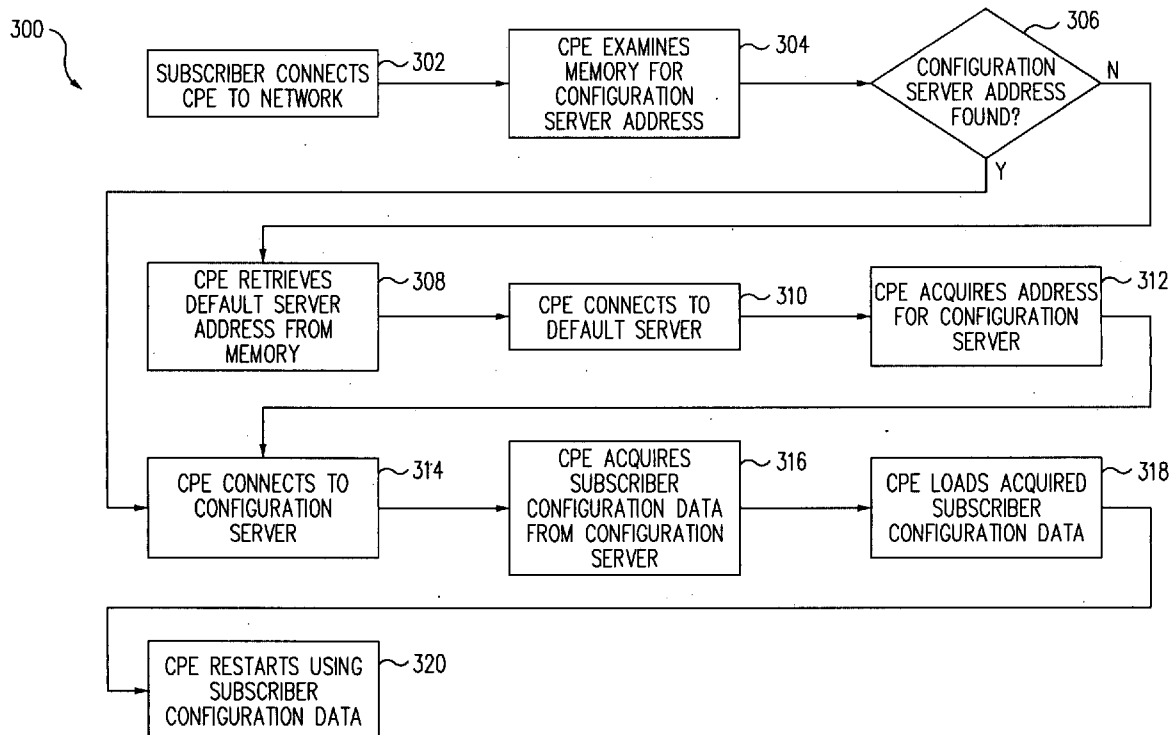 300
SUBSCRIBER CONNECTS
CPE TO NETWORK
302
CPE EXAMINES
MEMORY FOR
CONFIGURATION
SERVER ADDRESS
304
CONFIGURATION
SERVER ADDRESS
FOUND?
306
N
Y
CPE RETRIEVES
DEFAULT SERVER
ADDRESS FROM
MEMORY
308
CPE CONNECTS TO
DEFAULT SERVER
310
CPE ACQUIRES ADDRESS
FOR CONFIGURATION
SERVER
312
CPE CONNECTS TO
CONFIGURATION
SERVER
314
CPE ACQUIRES
SUBSCRIBER
CONFIGURATION DATA
FROM CONFIGURATION
SERVER
316
CPE LOADS ACQUIRED
SUBSCRIBER
CONFIGURATION DATA
318
CPE RESTARTS USING
SUBSCRIBER
CONFIGURATION DATA
320